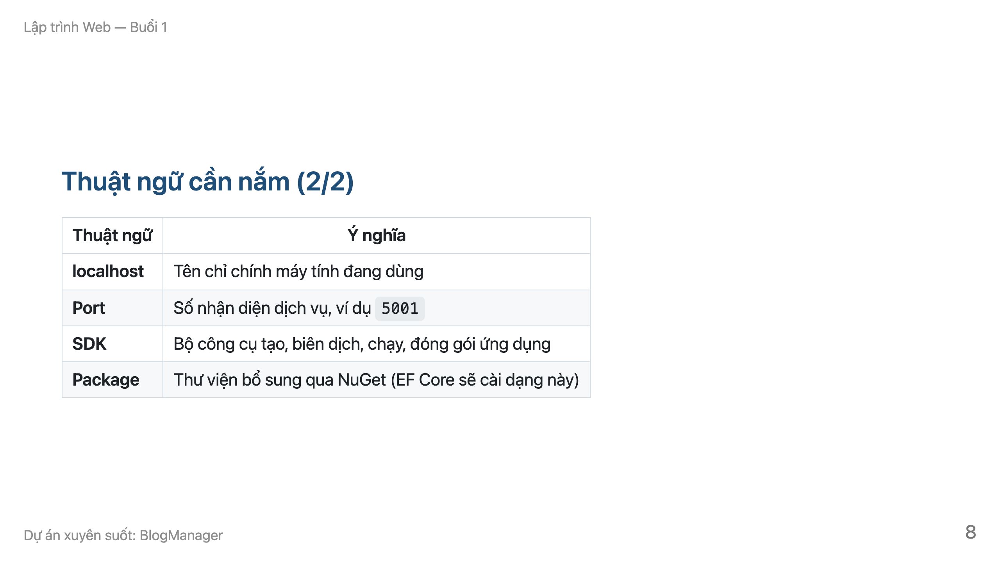 Lập trình Web — Buổi 1
Thuật ngữ cần nắm (2/2)
Thuật ngữ Ý nghĩa
localhost Tên chỉ chính máy tính đang dùng
Port Số nhận diện dịch vụ, ví dụ 5001
SDK Bộ công cụ tạo, biên dịch, chạy, đóng gói ứng dụng
Package Thư viện bổ sung qua NuGet (EF Core sẽ cài dạng này)
Dự án xuyên suốt: BlogManager
8